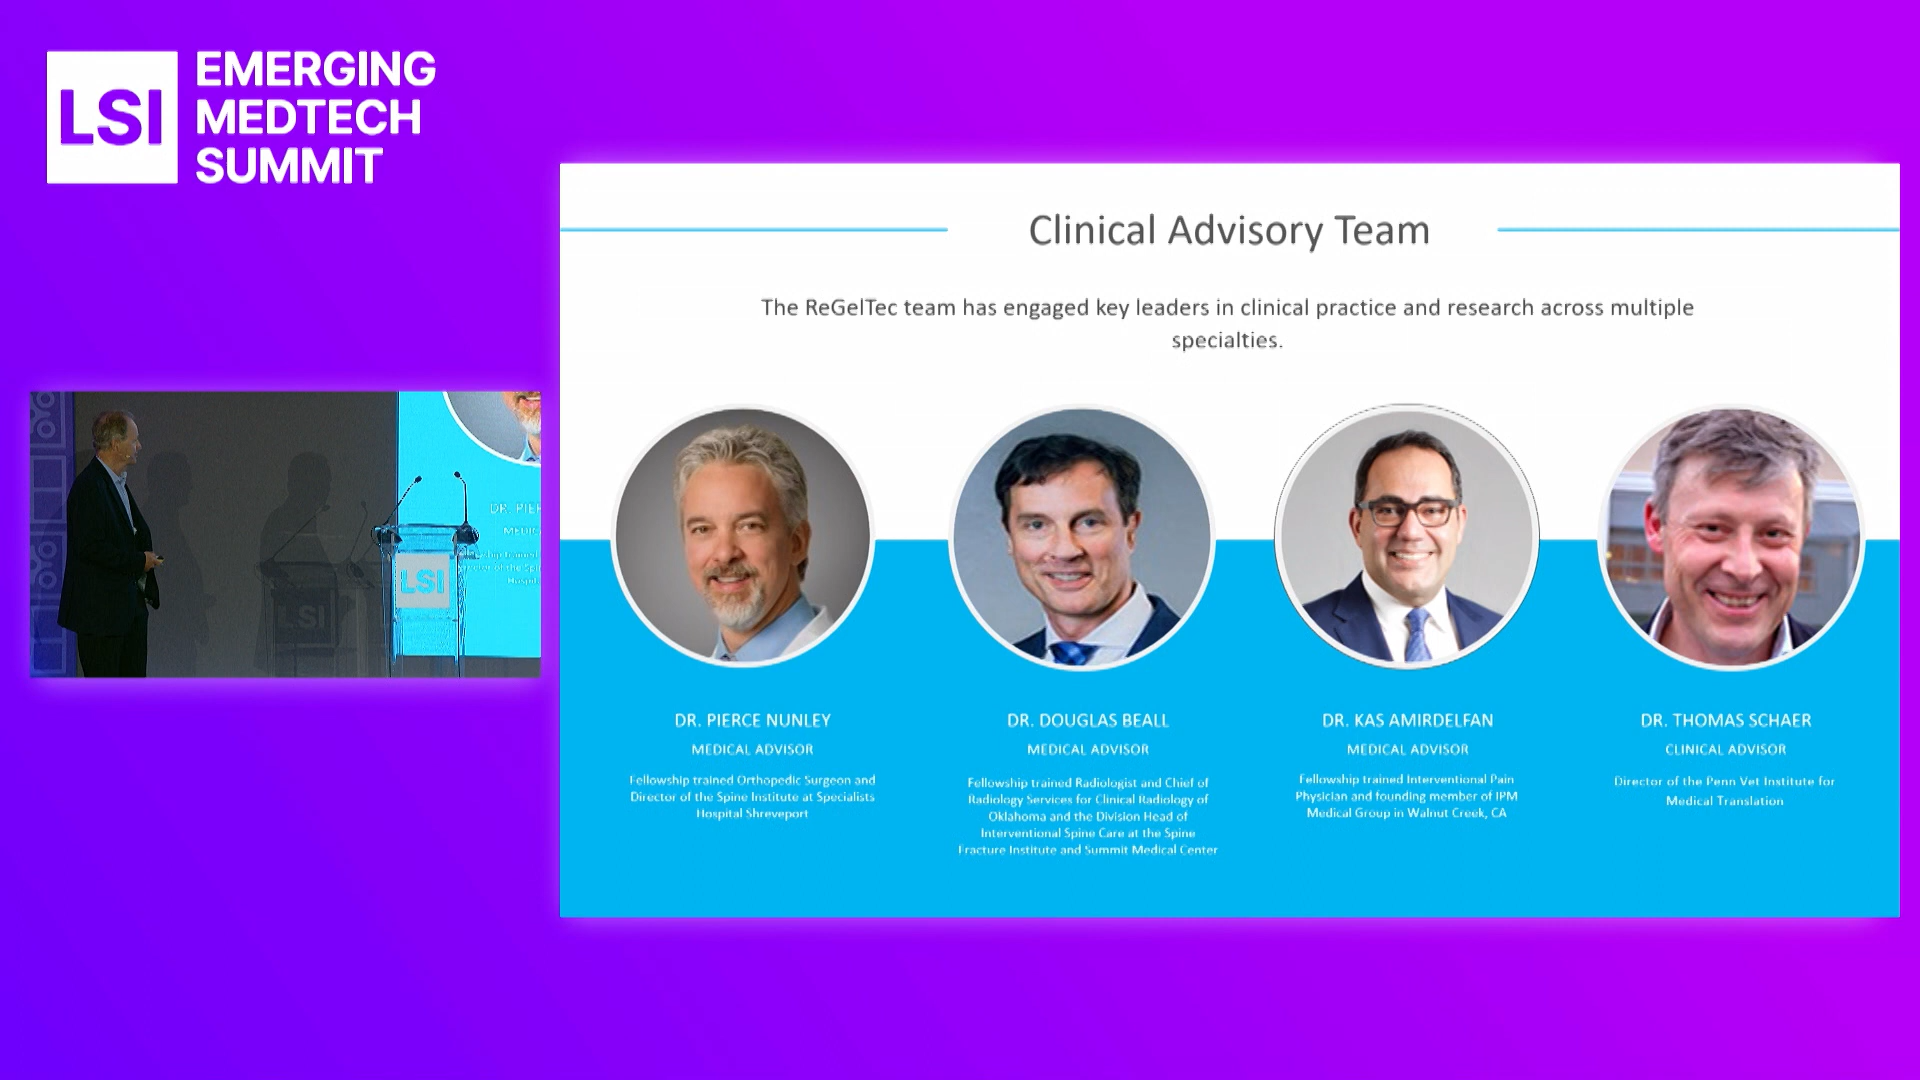 LSI
EMERGING
MEDTECH
SUMMIT
Clinical Advisory Team
The ReGelTec team has engaged key leaders in clinical practice and research across multiple
specialties.
DR. PIERCE NUNLEY
MEDICAL ADVISOR
Fellowship trained Orthopedic Surgeon and
Director of the Spine Institute at Specialists
Hospital Shreveport
DR. DOUGLAS BEALL
MEDICAL ADVISOR
Fellowship trained Radiologist and Chief of
Radiology Services for Clinical Radiology of
Oklahoma and the Division Head of
Interventional Spine Care at the Spine
Fracture Institute and Summit Medical Center
DR. KAS AMIRDELFAN
MEDICAL ADVISOR
Fellowship trained Interventional Pain
Physician and founding member of IPM
Medical Group in Walnut Creek, CA
DR. THOMAS SCHAER
CLINICAL ADVISOR
Director of the Penn Vet Institute for
Medical Translation
DR. PIER
MEDIC
LSI
LSI